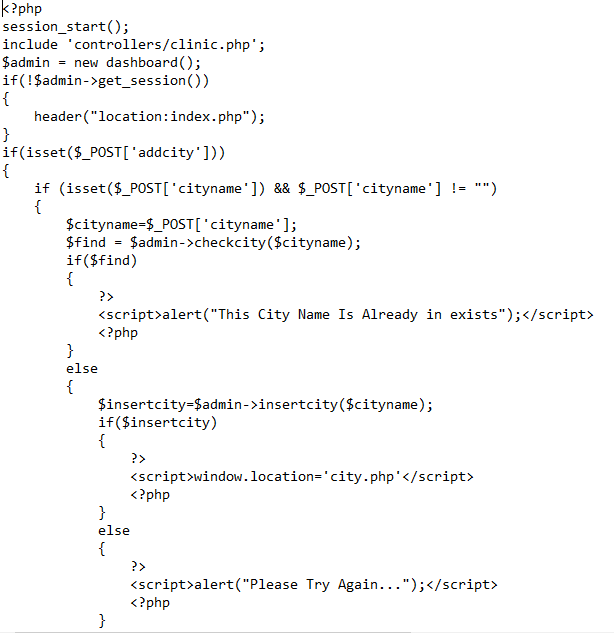 <?php
session_start();
include 'controllers/clinic.php';
$admin = new dashboard();
if(!$admin->get_session())
{
    header("location:index.php");
}
if(isset($_POST['addcity']))
{
    if (isset($_POST['cityname']) && $_POST['cityname'] != "")
    {
        $cityname=$_POST['cityname'];
        $find = $admin->checkcity($cityname);
        if($find)
        {
            ?>
            <script>alert("This City Name Is Already in exists");</script>
            <?php
        }
        else
        {
            $insertcity=$admin->insertcity($cityname);
            if($insertcity)
            {
                ?>
                <script>window.location='city.php'</script>
                <?php
            }
            else
            {
                ?>
                <script>alert("Please Try Again...");</script>
                <?php
            }